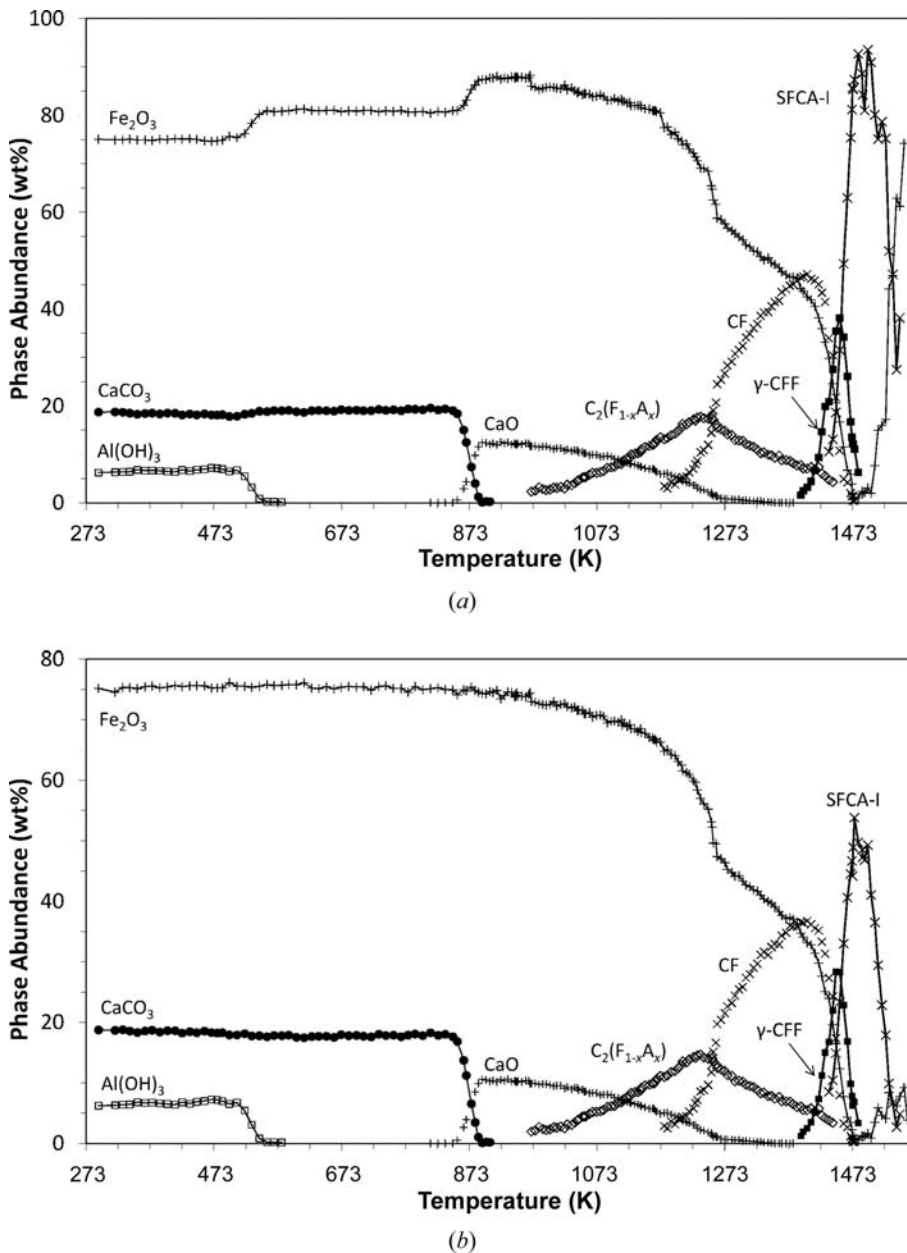 100
80
60
40
20
0
Phase Abundance (wt%)
Fe₂O₃
CaCO₃
Al(OH)₃
CaO
C₂(F₁₋ₓAₓ)
CF
γ-CFF
SFCA-I
273 473 673 873 1073 1273 1473
Temperature (K)
(a)
80
60
40
20
0
Phase Abundance (wt%)
Fe₂O₃
CaCO₃
Al(OH)₃
CaO
C₂(F₁₋ₓAₓ)
CF
γ-CFF
SFCA-I
273 473 673 873 1073 1273 1473
Temperature (K)
(b)